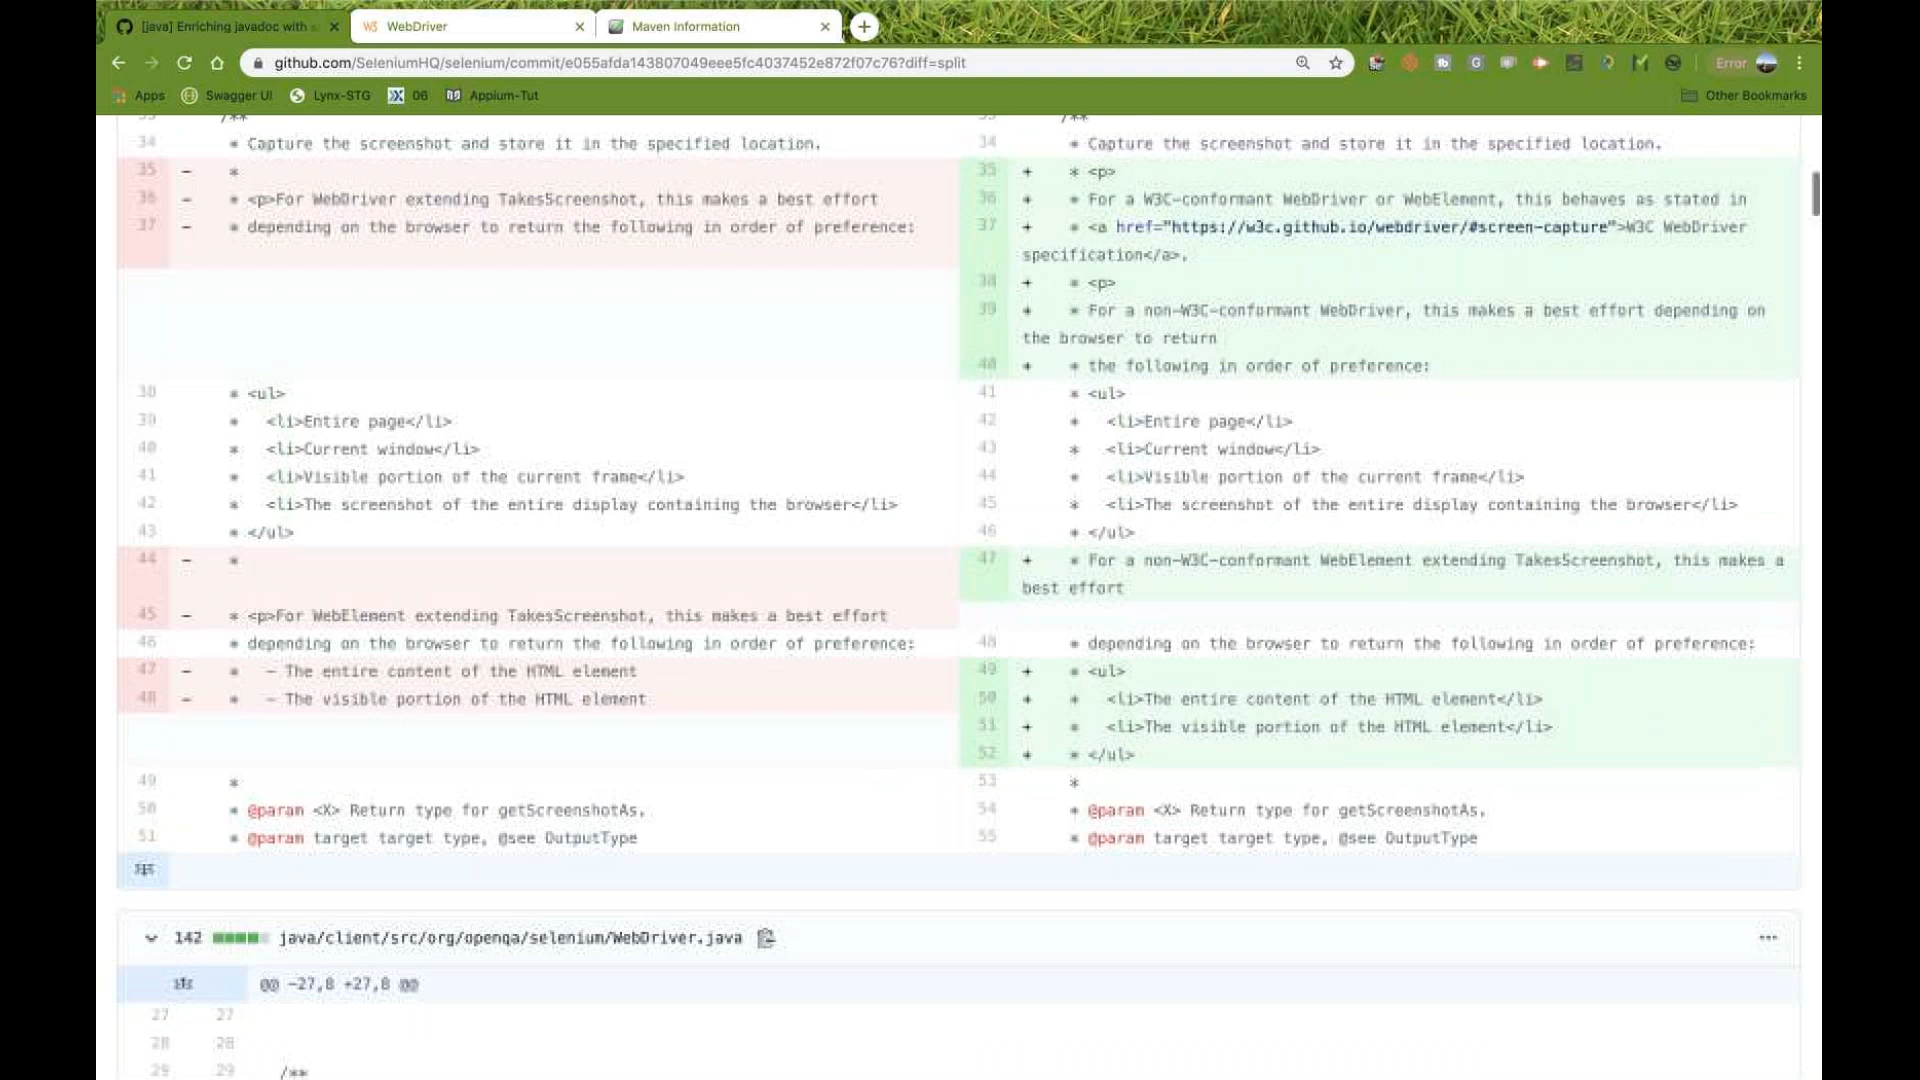 [java] Enriching javadoc with
WebDriver
Maven Information
github.com/SeleniumHQ/selenium/commit/e055afda143807049eee5fc4037452e872f07c76?diff=split
Error
Apps
Swagger UI
Lynx-STG
06
Appium-Tut
Other Bookmarks
33 /** 33 /**
34 * Capture the screenshot and store it in the specified location. 34 * Capture the screenshot and store it in the specified location.
35 - * 35 + * <p>
36 - * <p>For WebDriver extending TakesScreenshot, this makes a best effort 36 + * For a W3C-conformant WebDriver or WebElement, this behaves as stated in
37 - * depending on the browser to return the following in order of preference: 37 + * <a href="https://w3c.github.io/webdriver/#screen-capture">W3C WebDriver
specification</a>.
38 + * <p>
39 + * For a non-W3C-conformant WebDriver, this makes a best effort depending on
the browser to return
40 + * the following in order of preference:
38 * <ul> 41 * <ul>
39 * <li>Entire page</li> 42 * <li>Entire page</li>
40 * <li>Current window</li> 43 * <li>Current window</li>
41 * <li>Visible portion of the current frame</li> 44 * <li>Visible portion of the current frame</li>
42 * <li>The screenshot of the entire display containing the browser</li> 45 * <li>The screenshot of the entire display containing the browser</li>
43 * </ul> 46 * </ul>
44 - * 47 + * For a non-W3C-conformant WebElement extending TakesScreenshot, this makes a
best effort
45 - * <p>For WebElement extending TakesScreenshot, this makes a best effort
46 * depending on the browser to return the following in order of preference: 48 * depending on the browser to return the following in order of preference:
47 - * - The entire content of the HTML element 49 + * <ul>
48 - * - The visible portion of the HTML element 50 + * <li>The entire content of the HTML element</li>
51 + * <li>The visible portion of the HTML element</li>
52 + * </ul>
49 * 53 *
50 * @param <X> Return type for getScreenshotAs. 54 * @param <X> Return type for getScreenshotAs.
51 * @param target target type, @see OutputType 55 * @param target target type, @see OutputType
142 java/client/src/org/openqa/selenium/WebDriver.java
@@ -27,8 +27,8 @@
27 27
28 28
29 29 /**